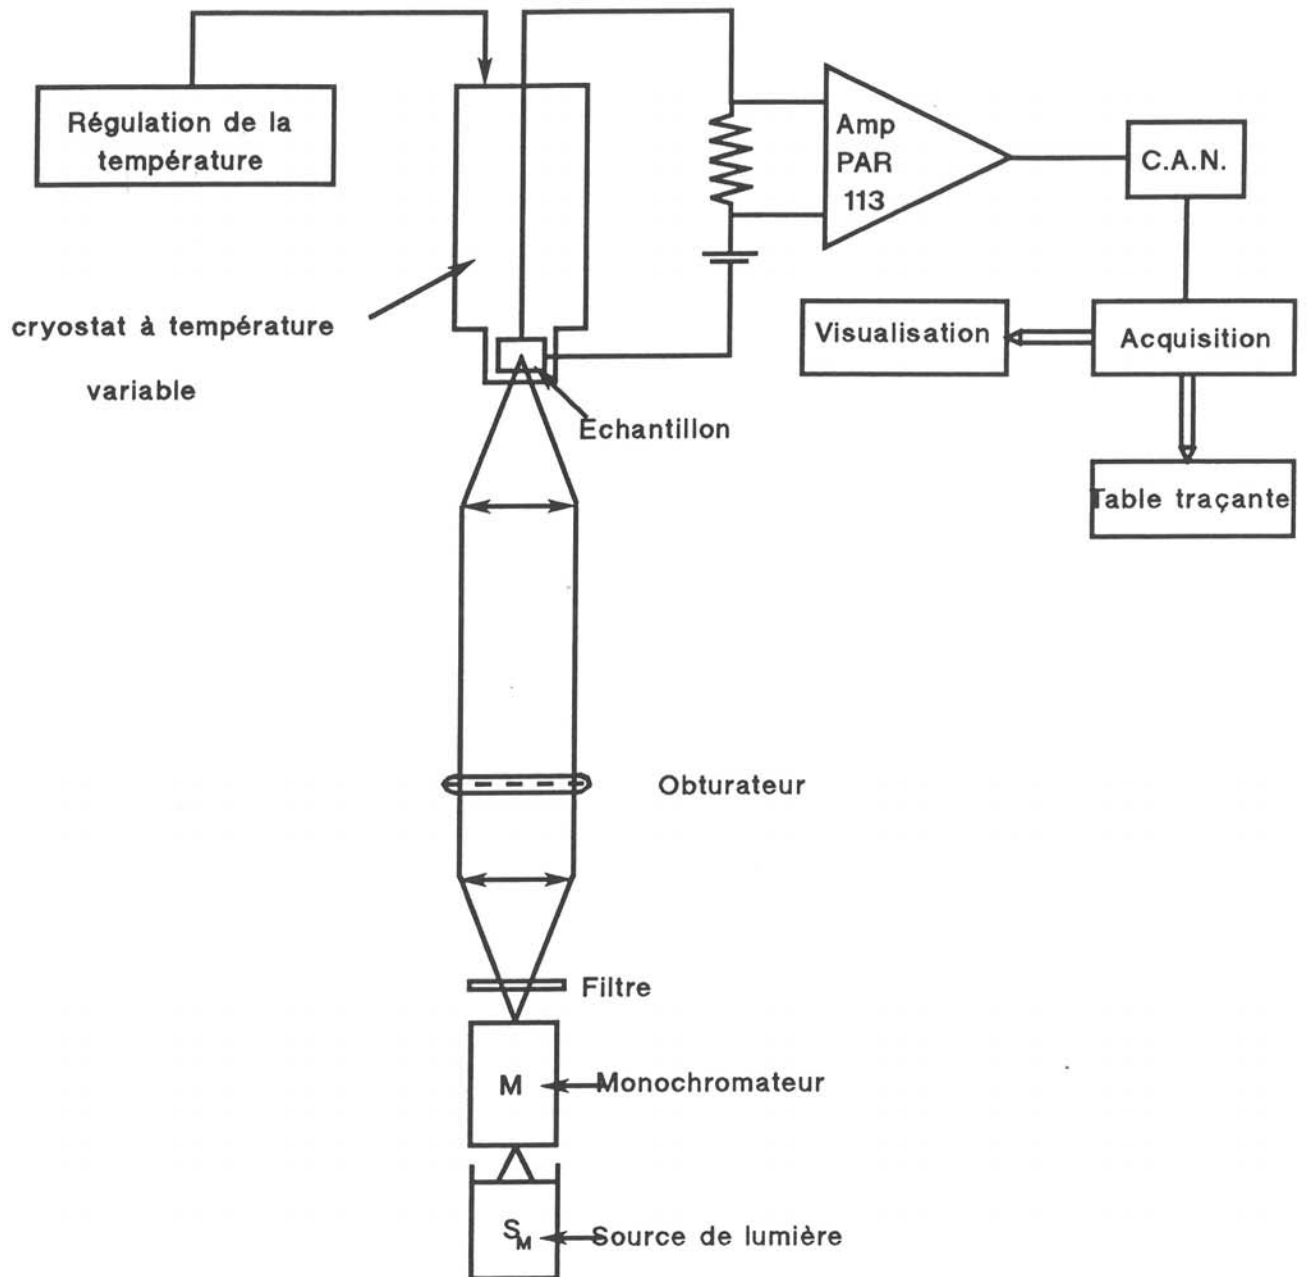 Régulation de la
température
Amp
PAR
113
C.A.N.
cryostat à température
variable
Visualisation
Acquisition
Echantillon
Table traçante
Obturateur
Filtre
M
Monochromateur
SM
Source de lumière